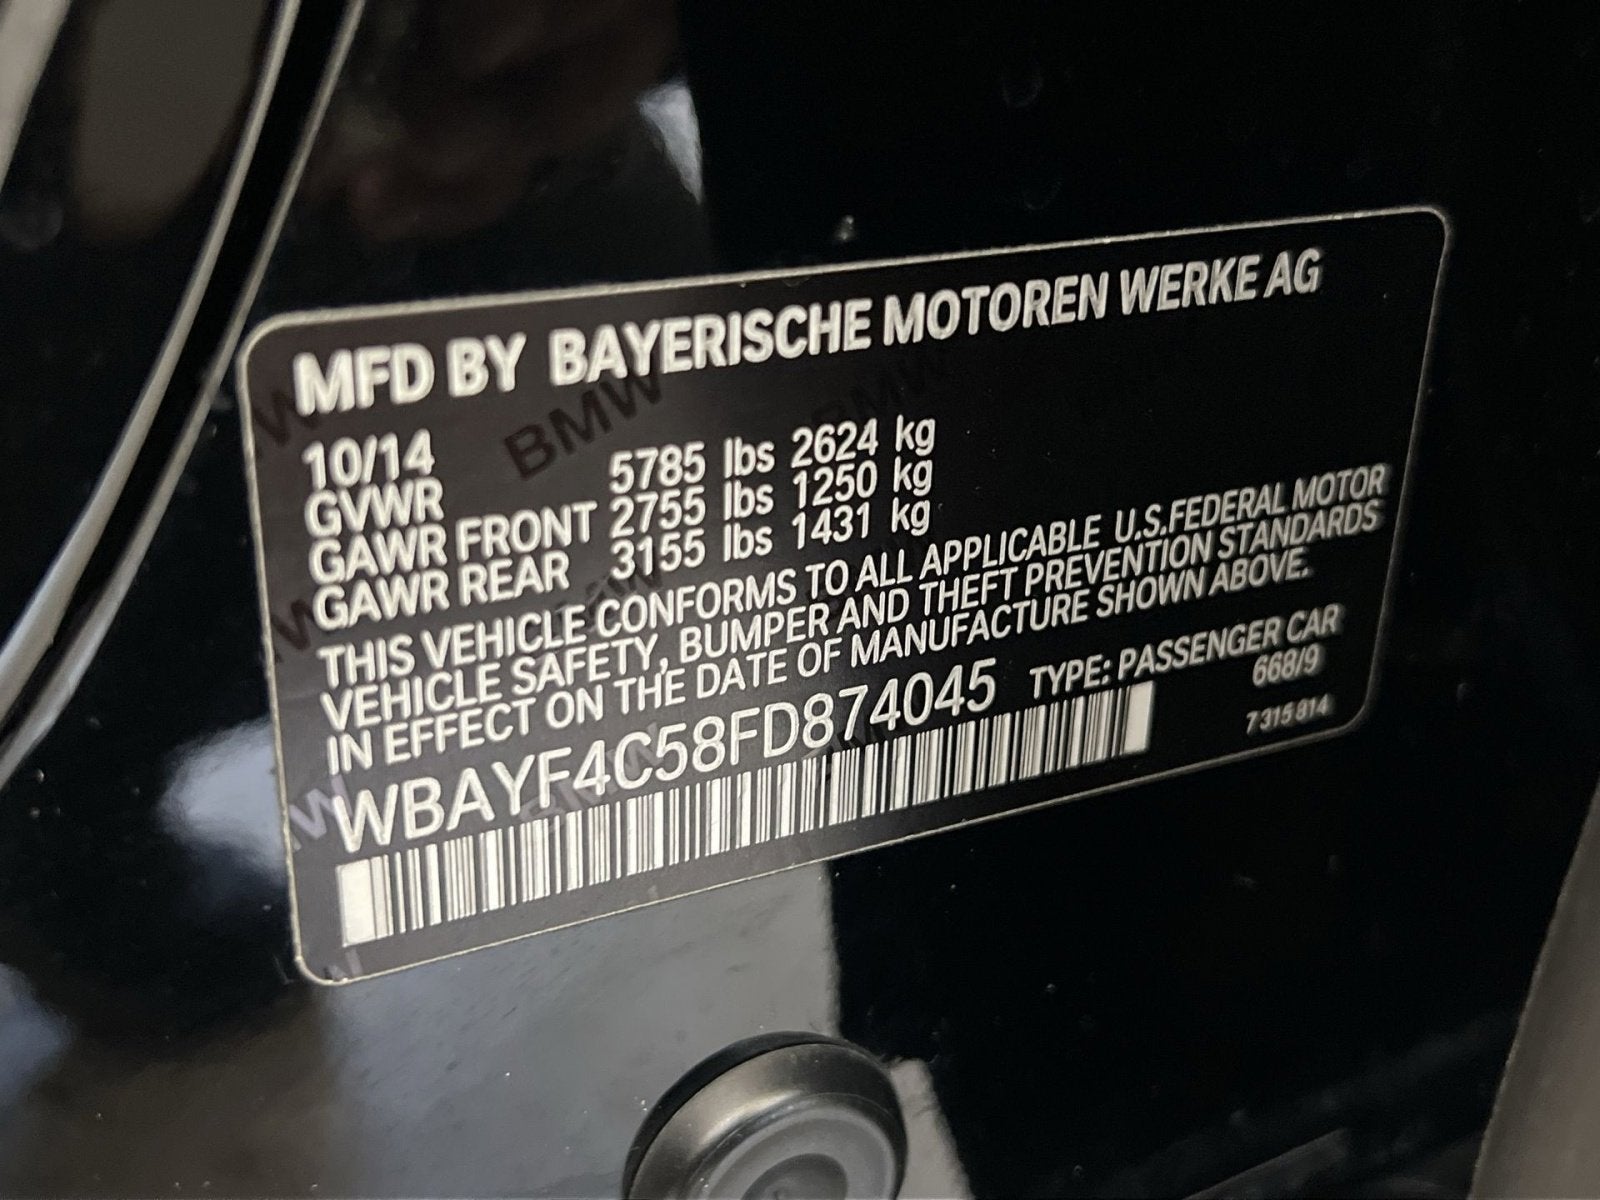 MFD BY BAYERISCHE MOTOREN WERKE AG
10/14
GVWR 5785 lbs 2624 kg
GAWR FRONT 2755 lbs 1250 kg
GAWR REAR 3155 lbs 1431 kg
THIS VEHICLE CONFORMS TO ALL APPLICABLE U.S.FEDERAL MOTOR
VEHICLE SAFETY, BUMPER AND THEFT PREVENTION STANDARDS
IN EFFECT ON THE DATE OF MANUFACTURE SHOWN ABOVE.
WBAYF4C58FD874045 TYPE: PASSENGER CAR
668/9
7 315 814
BMW